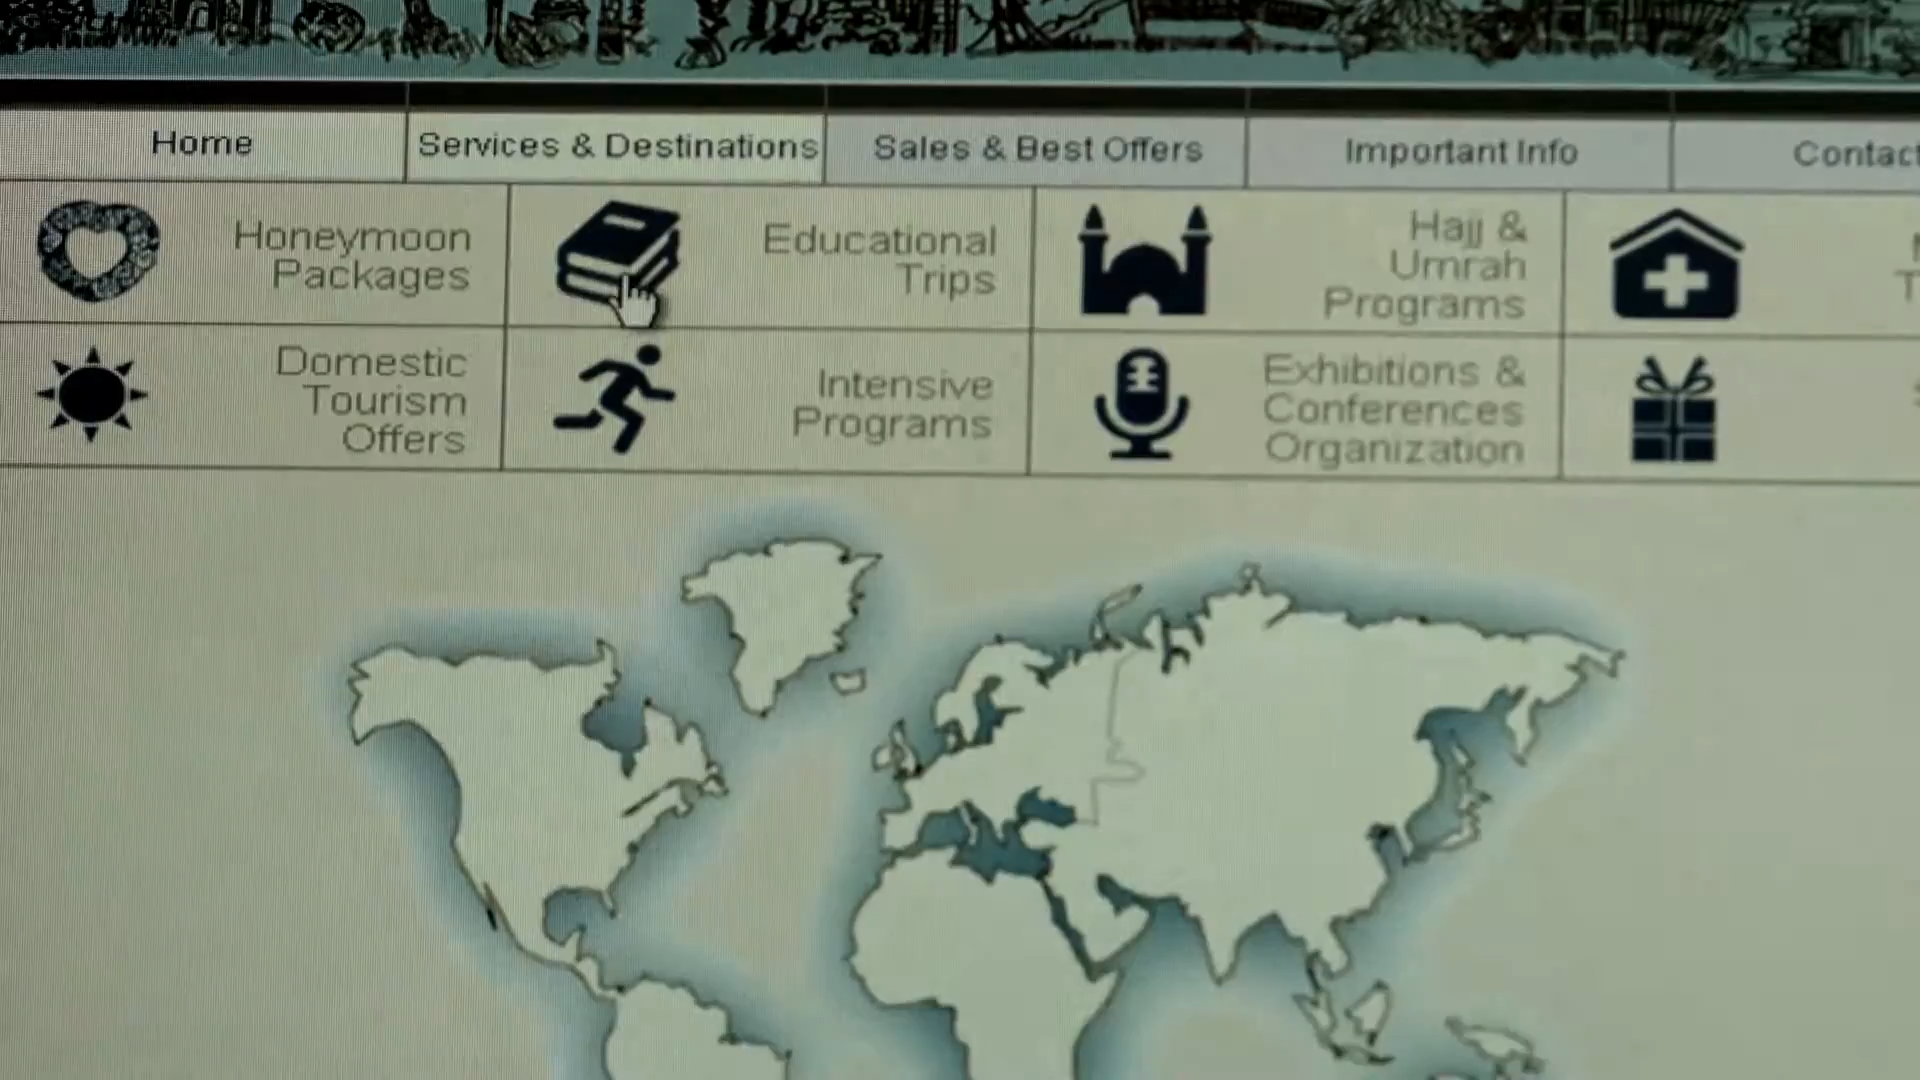 Home
Services & Destinations
Sales & Best Offers
Important Info
Contact
Honeymoon
Packages
Educational
Trips
Hajj &
Umrah
Programs
Domestic
Tourism
Offers
Intensive
Programs
Exhibitions &
Conferences
Organization